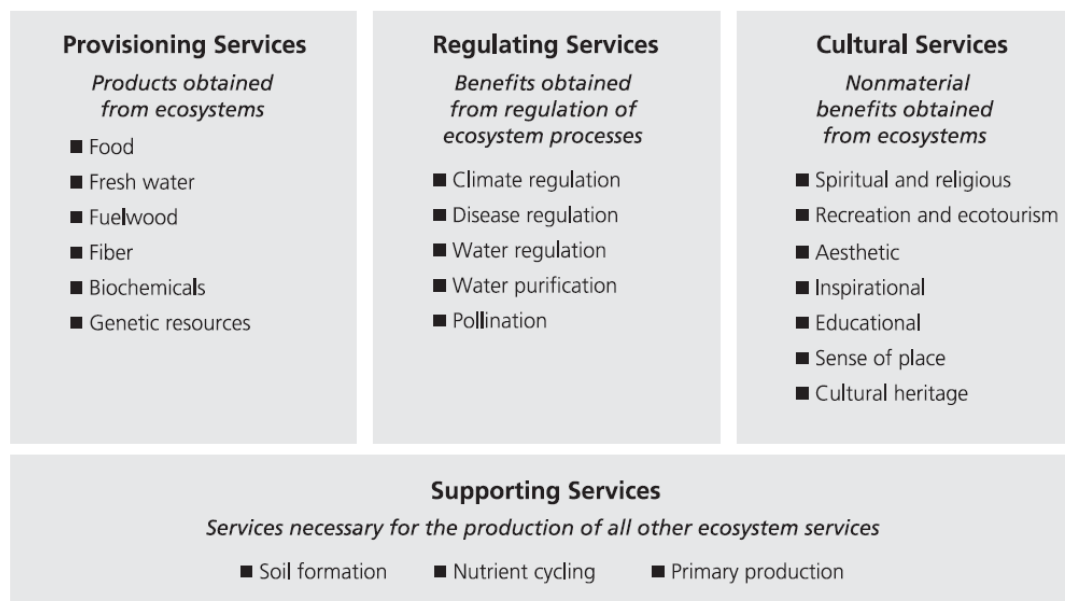 Provisioning Services
Products obtained
from ecosystems
■ Food
■ Fresh water
■ Fuelwood
■ Fiber
■ Biochemicals
■ Genetic resources
Regulating Services
Benefits obtained
from regulation of
ecosystem processes
■ Climate regulation
■ Disease regulation
■ Water regulation
■ Water purification
■ Pollination
Cultural Services
Nonmaterial
benefits obtained
from ecosystems
■ Spiritual and religious
■ Recreation and ecotourism
■ Aesthetic
■ Inspirational
■ Educational
■ Sense of place
■ Cultural heritage
Supporting Services
Services necessary for the production of all other ecosystem services
■ Soil formation ■ Nutrient cycling ■ Primary production